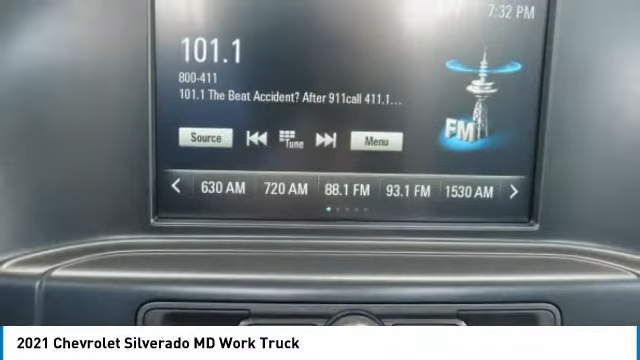 7:32 PM
101.1
800-411
101.1 The Beat Accident? After 911call 411.1...
FM
Source
Tune
Menu
630 AM 720 AM 88.1 FM 93.1 FM 1530 AM
2021 Chevrolet Silverado MD Work Truck